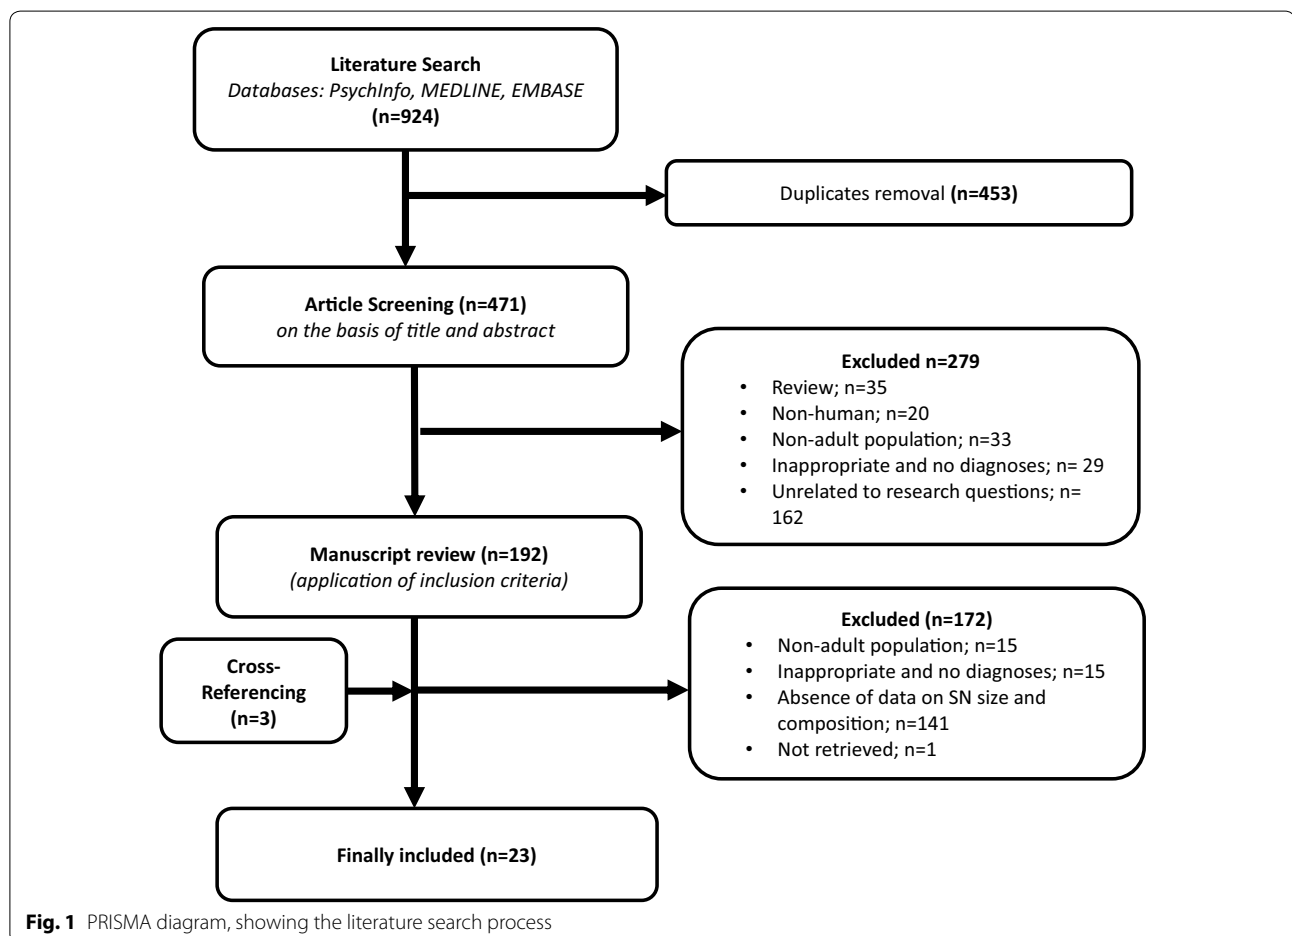 Literature Search
Databases: PsychInfo, MEDLINE, EMBASE
(n=924)
Duplicates removal (n=453)
Article Screening (n=471)
on the basis of title and abstract
Excluded n=279
• Review; n=35
• Non-human; n=20
• Non-adult population; n=33
• Inappropriate and no diagnoses; n= 29
• Unrelated to research questions; n=
162
Manuscript review (n=192)
(application of inclusion criteria)
Excluded (n=172)
• Non-adult population; n=15
• Inappropriate and no diagnoses; n=15
• Absence of data on SN size and
composition; n=141
• Not retrieved; n=1
Cross-
Referencing
(n=3)
Finally included (n=23)
Fig. 1 PRISMA diagram, showing the literature search process